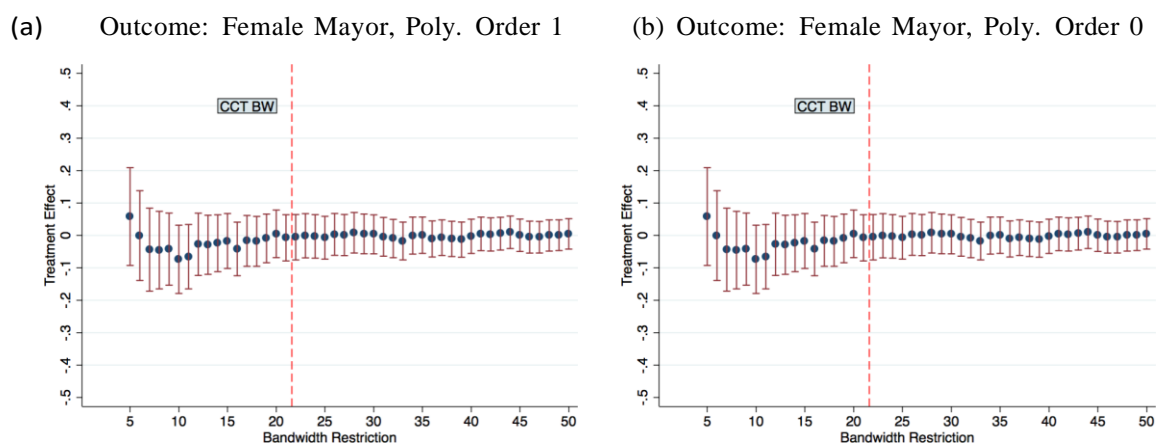 (a) Outcome: Female Mayor, Poly. Order 1
(b) Outcome: Female Mayor, Poly. Order 0
.5
.4
.3
.2
.1
0
-.1
-.2
-.3
-.4
-.5
Treatment Effect
CCT BW
5 10 15 20 25 30 35 40 45 50
Bandwidth Restriction
.5
.4
.3
.2
.1
0
-.1
-.2
-.3
-.4
-.5
Treatment Effect
CCT BW
5 10 15 20 25 30 35 40 45 50
Bandwidth Restriction